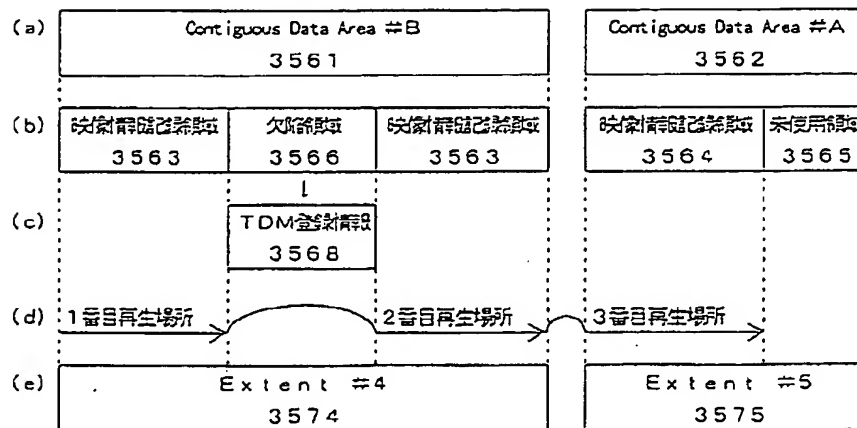 (a) Contiguous Data Area #B Contiguous Data Area #A
3561 3562
(b) 映像情報記録領域 欠陥領域 映像情報記録領域 映像情報記録領域 未使用領域
3563 3566 3563 3564 3565
(c) TDM登録情報
3568
(d) 1番目再生場所 2番目再生場所 3番目再生場所
(e) Extent #4 Extent #5
3574 3575